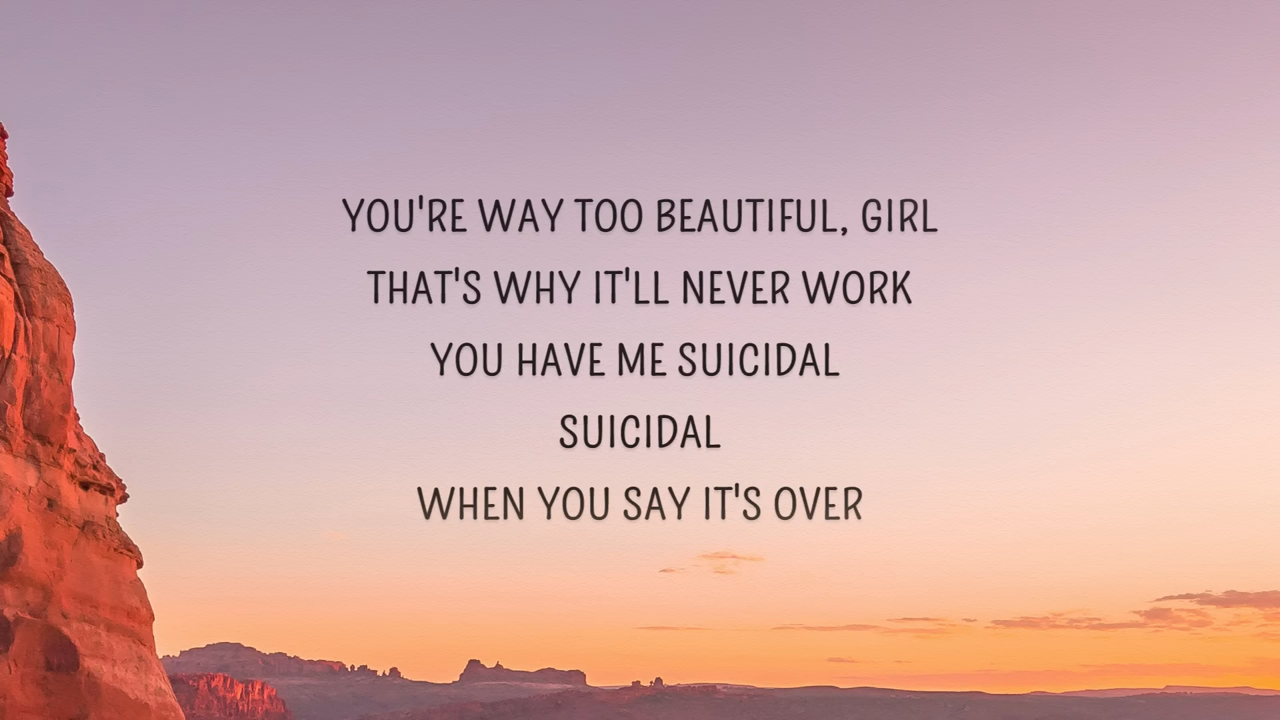 YOU'RE WAY TOO BEAUTIFUL, GIRL
THAT'S WHY IT'LL NEVER WORK
YOU HAVE ME SUICIDAL
SUICIDAL
WHEN YOU SAY IT'S OVER